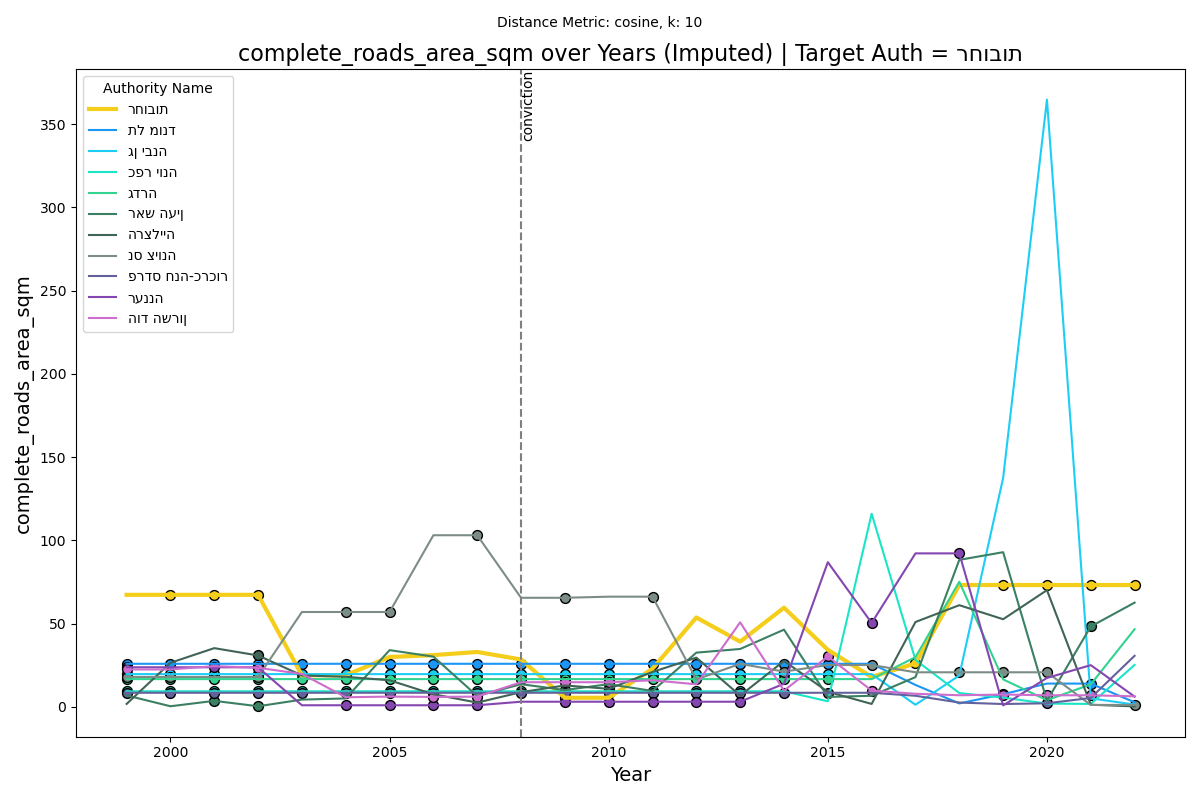 Distance Metric: cosine, k: 10
complete_roads_area_sqm over Years (Imputed) | Target Auth = רחובות
conviction
Authority Name
רחובות
תל מונד
גן יבנה
כפר יונה
גדרה
ראש העין
הרצלייה
נס ציונה
פרדס חנה-כרכור
רעננה
הוד השרון
complete_roads_area_sqm
350
300
250
200
150
100
50
0
2000 2005 2010 2015 2020
Year